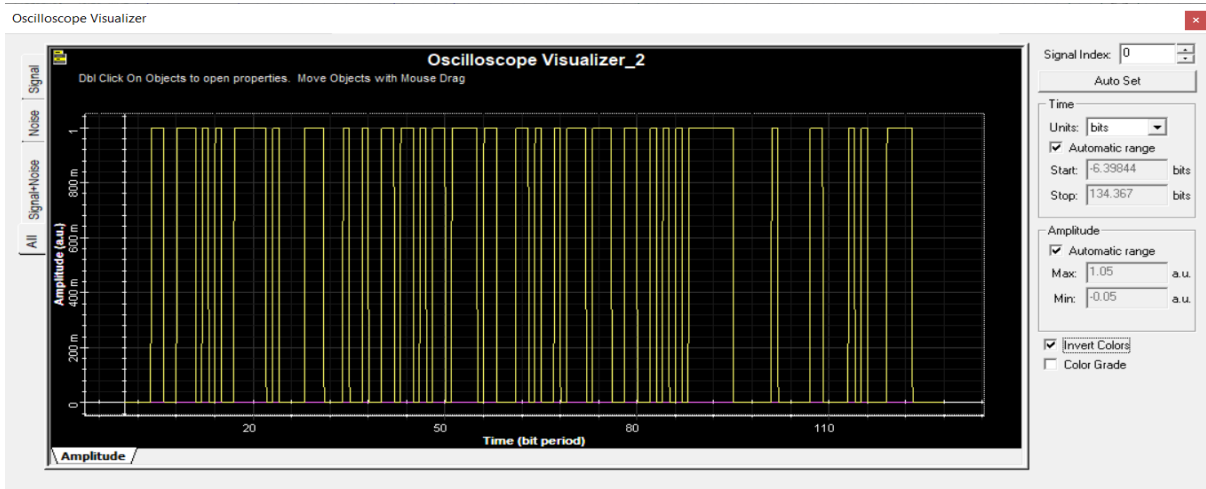 Oscilloscope Visualizer
×
Oscilloscope Visualizer_2
Dbl Click On Objects to open properties. Move Objects with Mouse Drag
Signal
Noise
Signal+Noise
All
Amplitude (a.u.)
1
800 m
600 m
400 m
200 m
0
20 50 80 110
Time (bit period)
Amplitude
Signal Index: 0
Auto Set
Time
Units: bits
Automatic range
Start: -6.39844 bits
Stop: 134.367 bits
Amplitude
Automatic range
Max: 1.05 a.u.
Min: -0.05 a.u.
Invert Colors
Color Grade